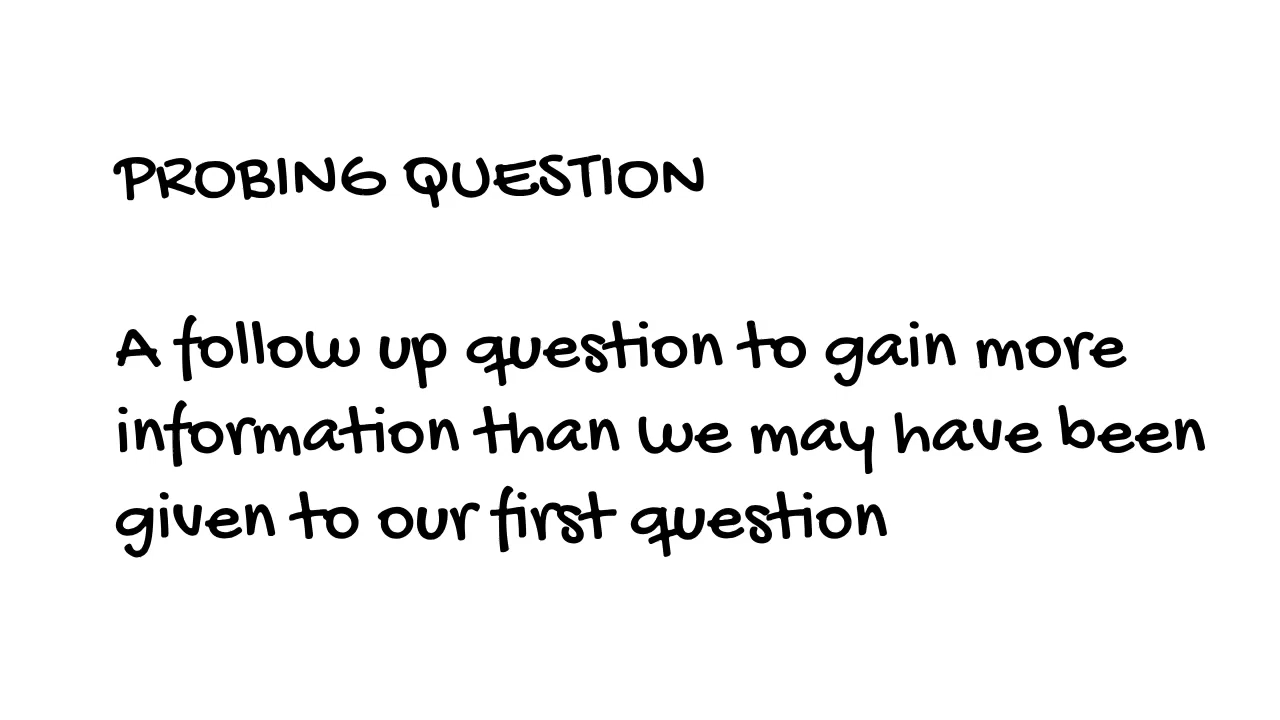 PROBING QUESTION
A follow up question to gain more
information than we may have been
given to our first question